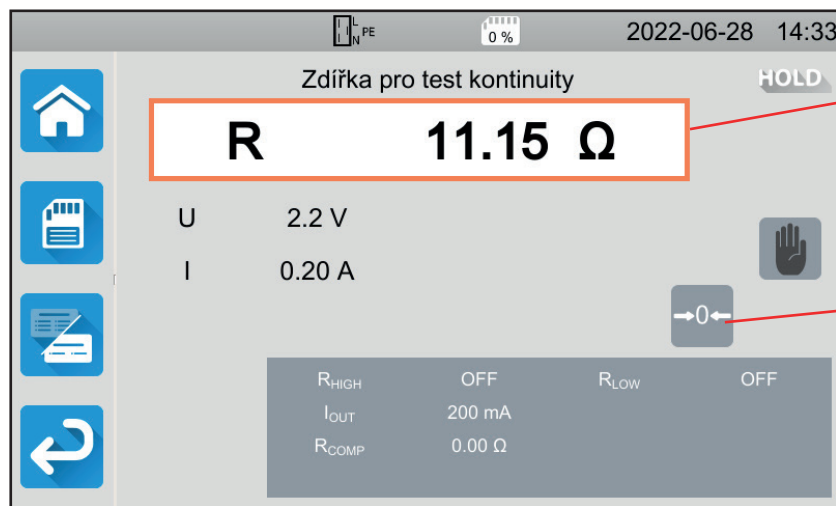 L
N PE
0 %
2022-06-28 14:33
Zdířka pro test kontinuity
HOLD
R 11.15 Ω
U 2.2 V
I 0.20 A
→0←
RHIGH OFF RLOW OFF
IOUT 200 mA
RCOMP 0.00 Ω